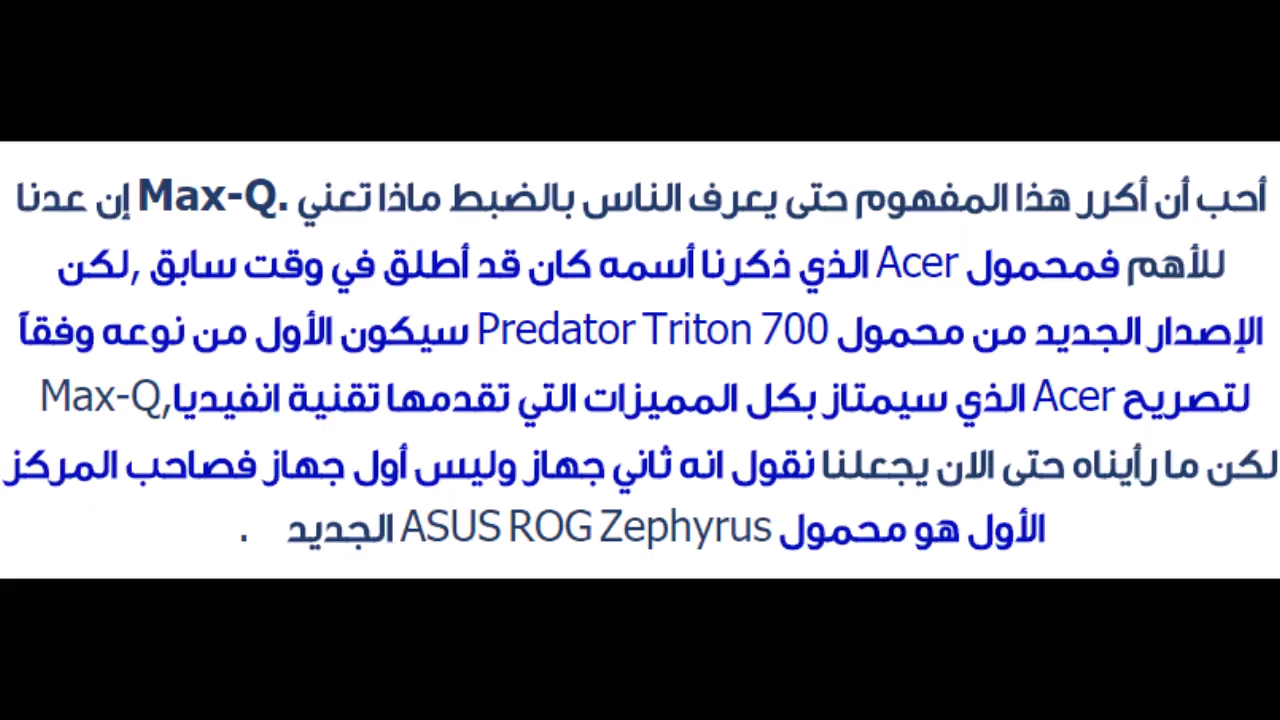 أحب أن أكرر هذا المفهوم حتى يعرف الناس بالضبط ماذا تعني Max-Q. إن عدنا
للأهم فمحمول Acer الذي ذكرنا أسمه كان قد أطلق في وقت سابق ,لكن
الإصدار الجديد من محمول Predator Triton 700 سيكون الأول من نوعه وفقاً
لتصريح Acer الذي سيمتاز بكل المميزات التي تقدمها تقنية انفيديا,Max-Q
لكن ما رأيناه حتى الان يجعلنا نقول انه ثاني جهاز وليس أول جهاز فصاحب المركز
الأول هو محمول ASUS ROG Zephyrus الجديد .